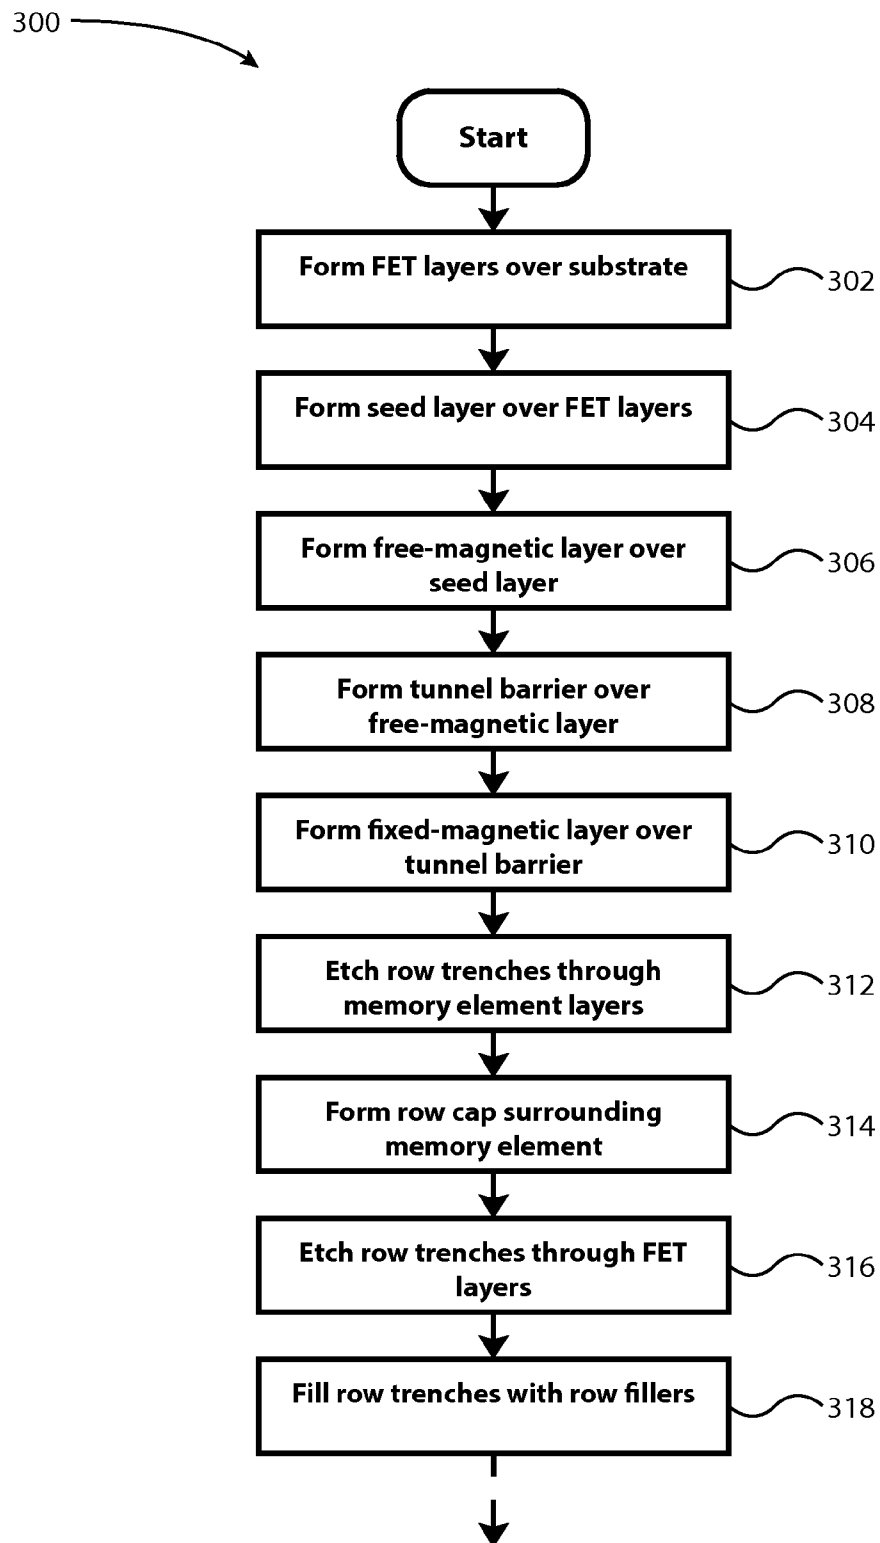 300
Start
Form FET layers over substrate
302
Form seed layer over FET layers
304
Form free-magnetic layer over
seed layer
306
Form tunnel barrier over
free-magnetic layer
308
Form fixed-magnetic layer over
tunnel barrier
310
Etch row trenches through
memory element layers
312
Form row cap surrounding
memory element
314
Etch row trenches through FET
layers
316
Fill row trenches with row fillers
318